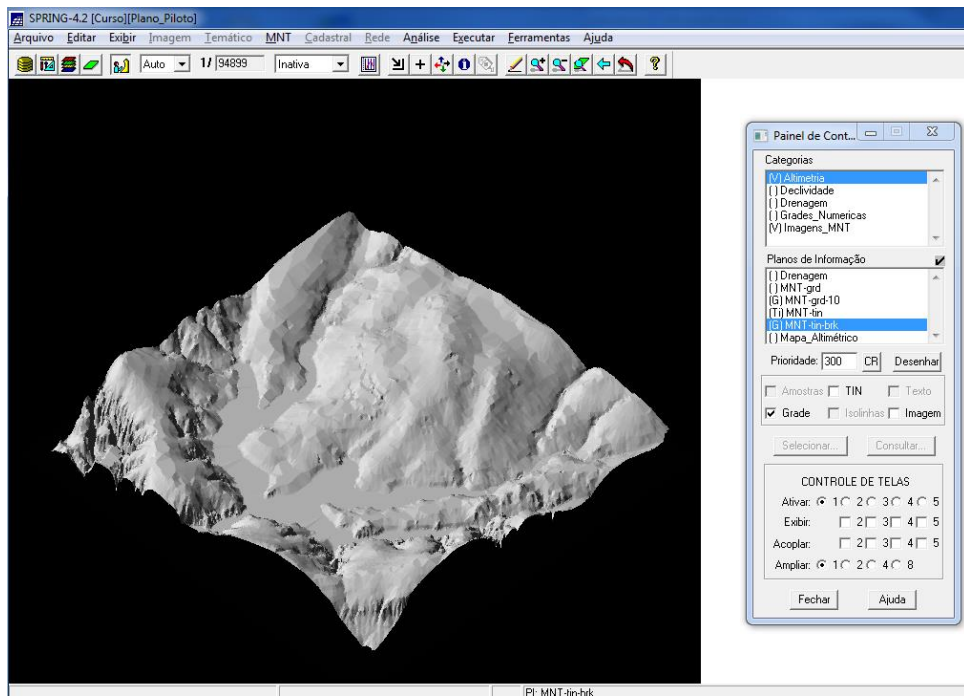 SPRING-4.2 [Curso][Plano_Piloto]
Arquivo Editar Exibir Imagem Temático MNT Cadastral Rede Análise Executar Ferramentas Ajuda
Auto 1/ 94899 Inativa
Painel de Cont...
Categorias
(V) Altimetria
( ) Declividade
( ) Drenagem
( ) Grades_Numericas
(V) Imagens_MNT
Planos de Informação
( ) Drenagem
( ) MNT-grd
(G) MNT-grd-10
(Ti) MNT-tin
(G) MNT-tin-brk
( ) Mapa_Altimétrico
Prioridade: 300 CR Desenhar
Amostras TIN Texto
Grade Isolinhas Imagem
Selecionar... Consultar...
CONTROLE DE TELAS
Ativar: 1 2 3 4 5
Exibir: 2 3 4 5
Acoplar: 2 3 4 5
Ampliar: 1 2 4 8
Fechar Ajuda
PI: MNT-tin-brk